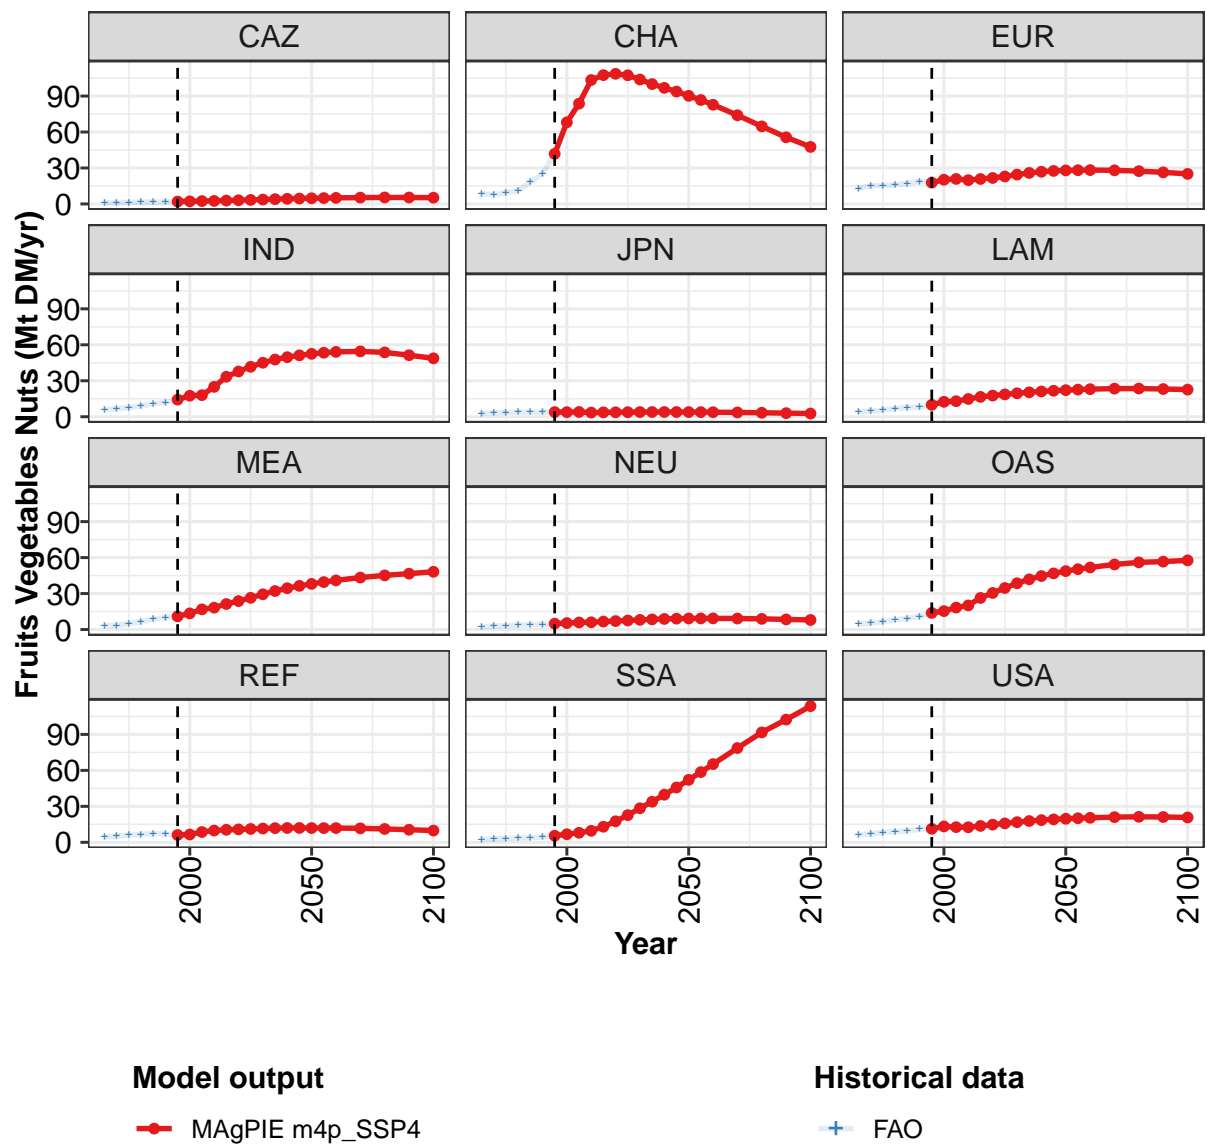 CAZ CHA EUR
90
60
30
0
IND JPN LAM
90
60
30
0
MEA NEU OAS
90
60
30
0
REF SSA USA
90
60
30
0
Fruits Vegetables Nuts (Mt DM/yr)
2000 2050 2100 2000 2050 2100 2000 2050 2100
Year
Model output Historical data
MAgPIE m4p_SSP4 FAO